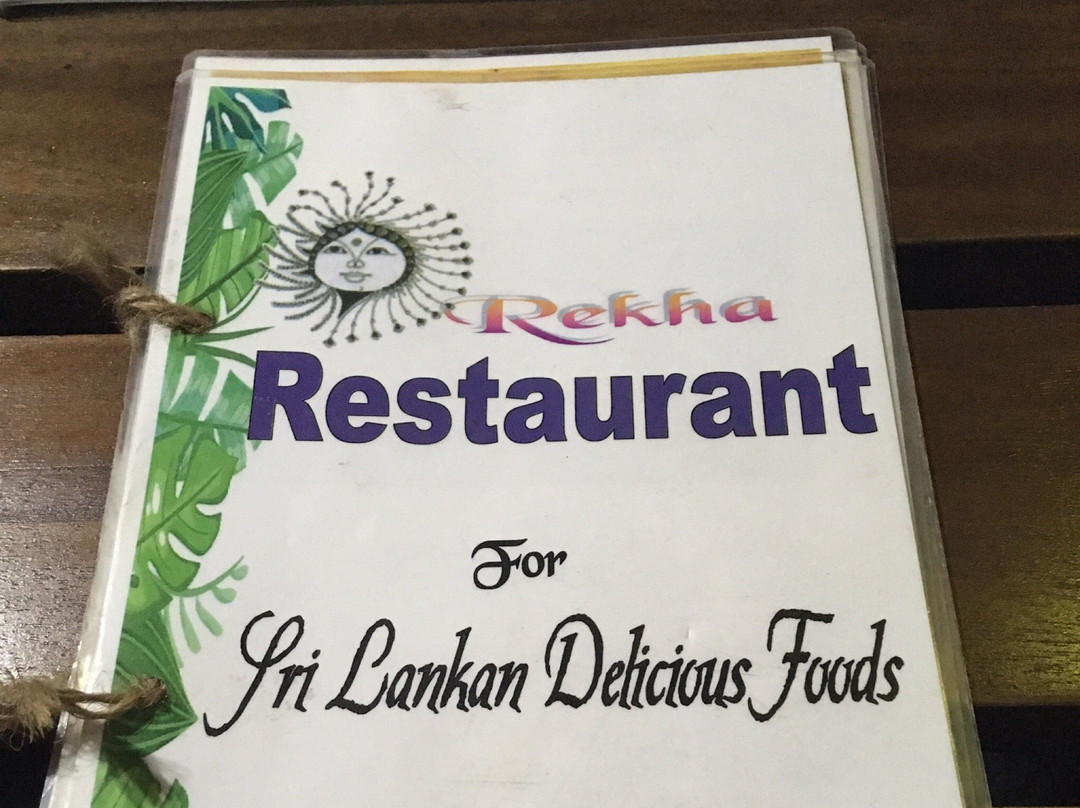 Rekha
Restaurant
For
Sri Lankan Delicious Foods